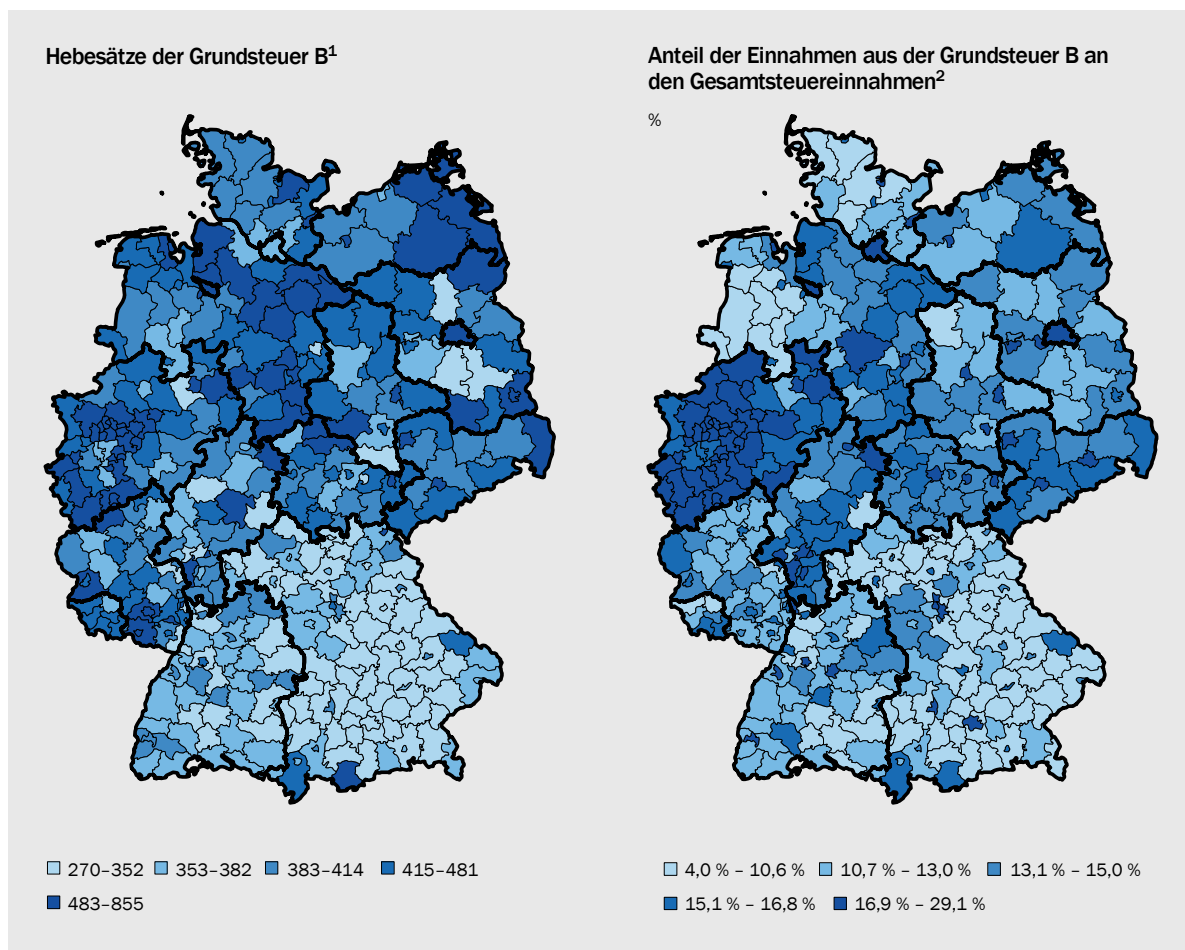 Hebesätze der Grundsteuer B¹
Anteil der Einnahmen aus der Grundsteuer B an
den Gesamtsteuereinnahmen²
%
270–352 353–382 383–414 415–481
483–855
4,0 % – 10,6 % 10,7 % – 13,0 % 13,1 % – 15,0 %
15,1 % – 16,8 % 16,9 % – 29,1 %